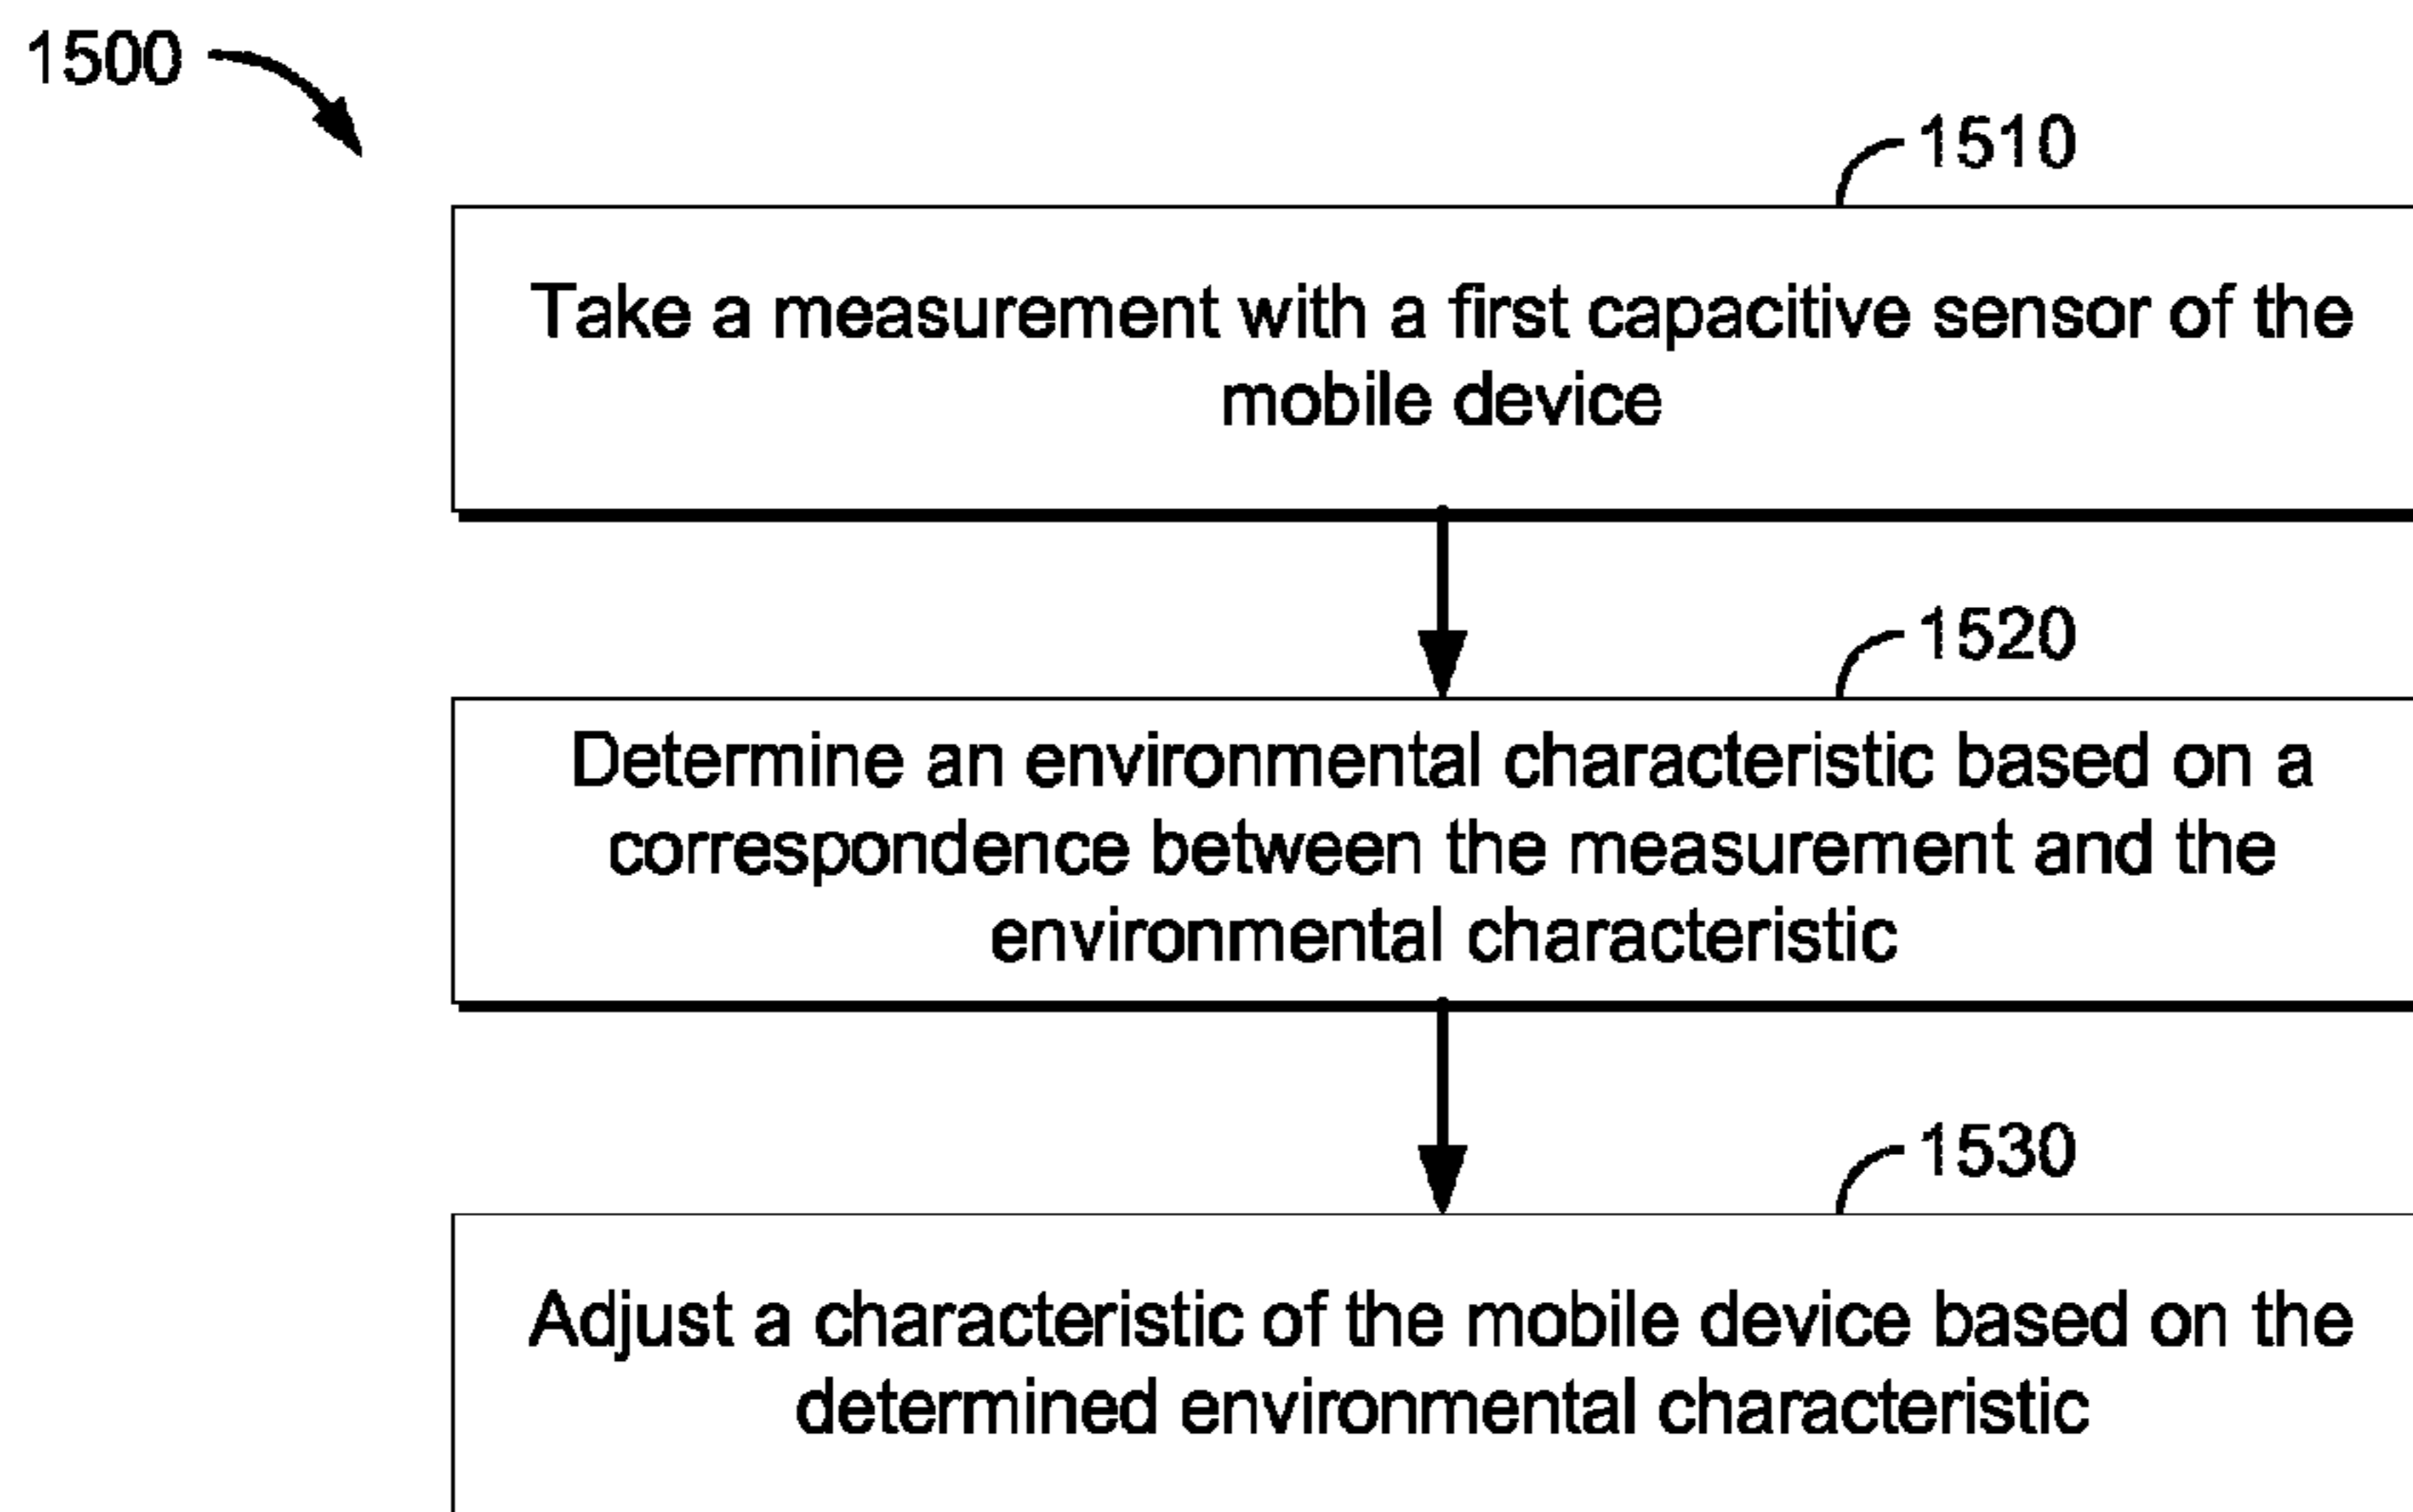 1500
1510
Take a measurement with a first capacitive sensor of the
mobile device
1520
Determine an environmental characteristic based on a
correspondence between the measurement and the
environmental characteristic
1530
Adjust a characteristic of the mobile device based on the
determined environmental characteristic